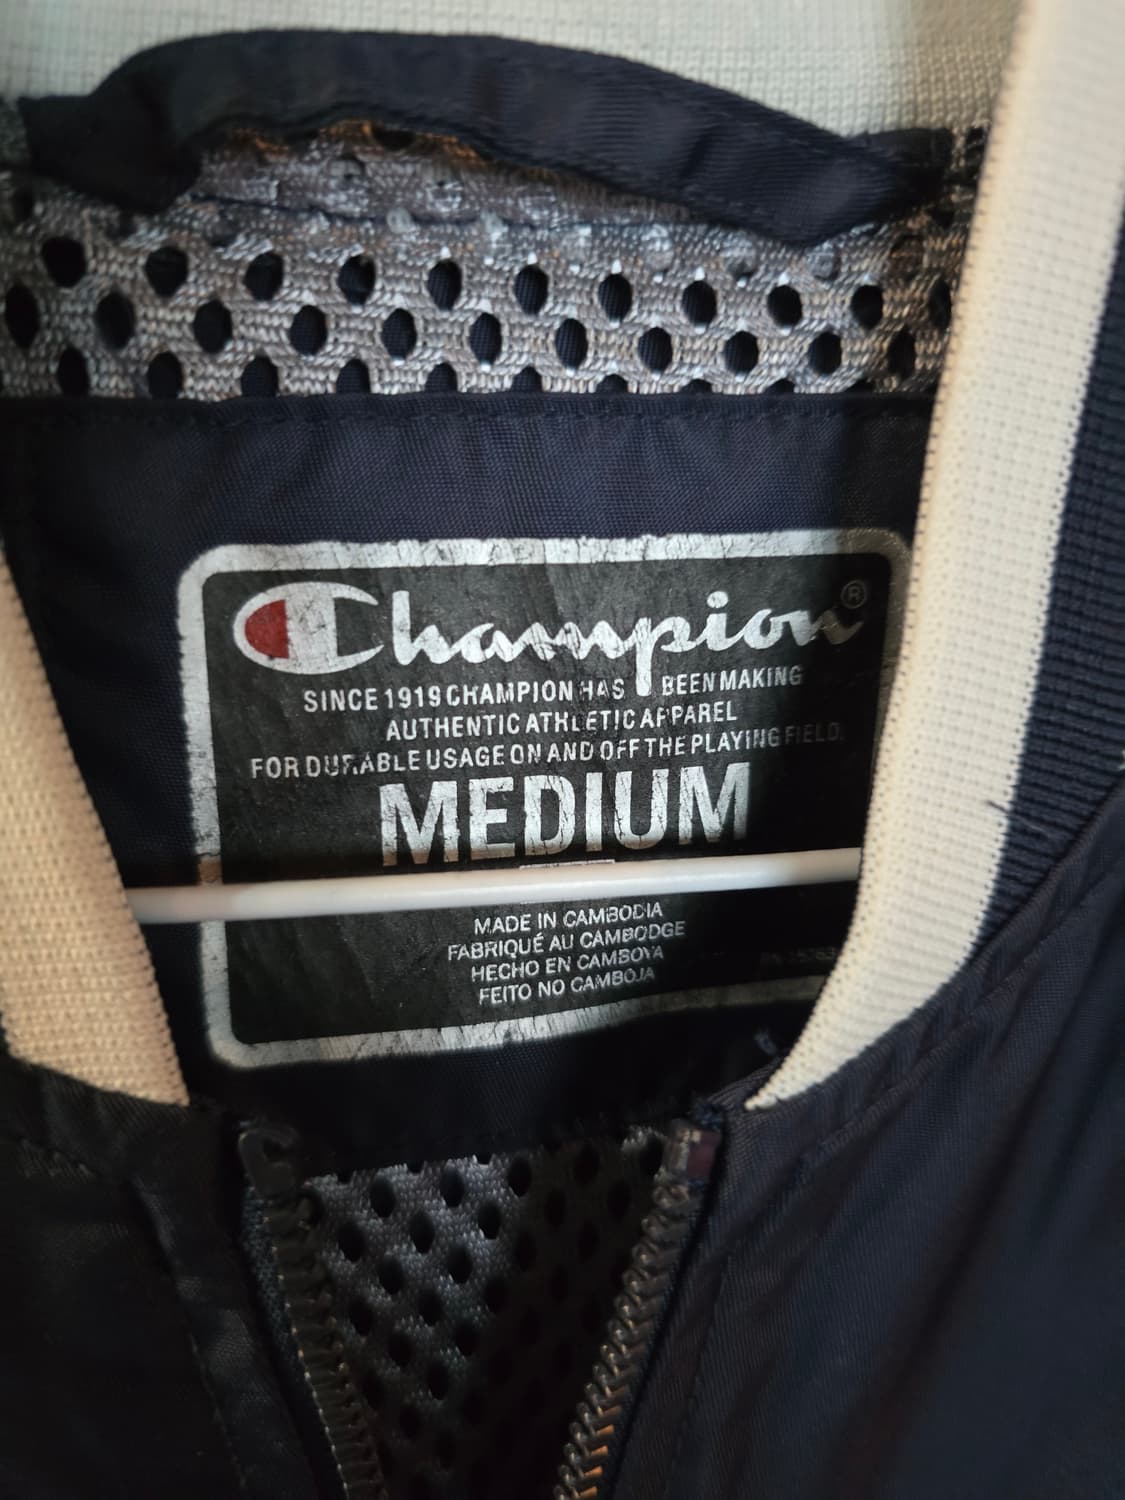 Champion®
SINCE 1919 CHAMPION HAS BEEN MAKING
AUTHENTIC ATHLETIC APPAREL
FOR DURABLE USAGE ON AND OFF THE PLAYING FIELD.
MEDIUM
MADE IN CAMBODIA
FABRIQUÉ AU CAMBODGE
HECHO EN CAMBOYA
FEITO NO CAMBOJA